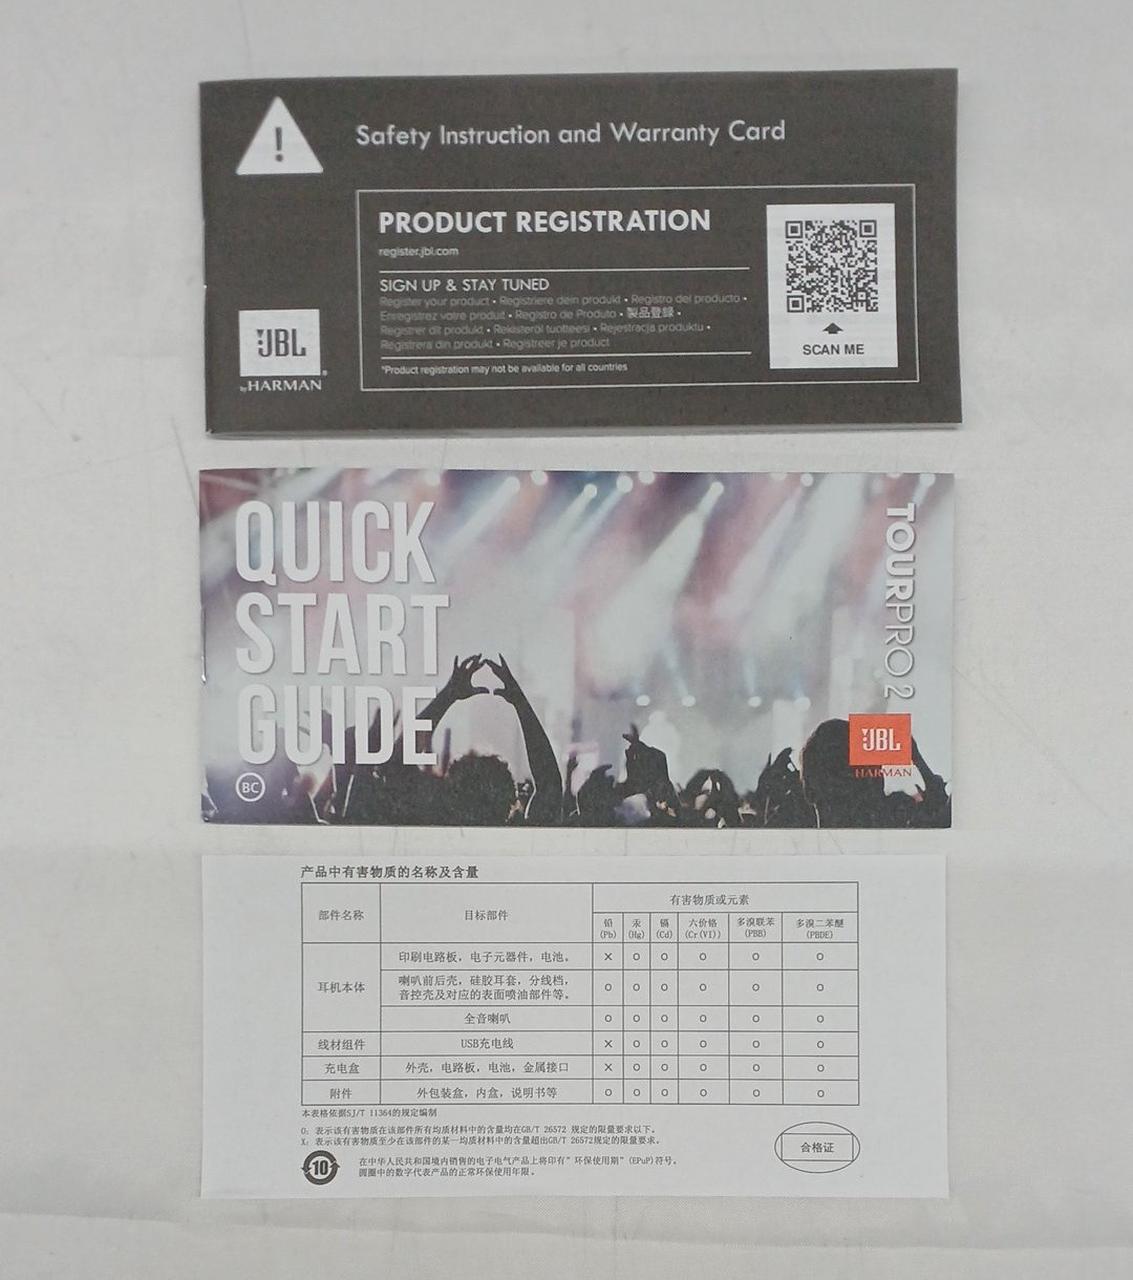 !
Safety Instruction and Warranty Card
PRODUCT REGISTRATION
register.jbl.com
SIGN UP & STAY TUNED
Register your product • Registriere dein produkt • Registro del producto •
Enregistrez votre produit • Registro de Produto • 製品登録 •
Registrer dit produkt • Rekisteröi tuotteesi • Rejestracja produktu •
Registrera din produkt • Registreer je product
*Product registration may not be available for all countries
SCAN ME
JBL
by HARMAN
QUICK
START
GUIDE
BC
TOURPRO 2
JBL
HARMAN
产品中有害物质的名称及含量
部件名称 目标部件 有害物质或元素
铅 汞 镉 六价铬 多溴联苯 多溴二苯醚
(Pb) (Hg) (Cd) (Cr(VI)) (PBB) (PBDE)
耳机本体 印刷电路板，电子元器件，电池。 X O O O O O
喇叭前后壳，硅胶耳套，分线档，
音控壳及对应的表面喷油部件等。 O O O O O O
全音喇叭 O O O O O O
线材组件 USB充电线 X O O O O O
充电盒 外壳，电路板，电池，金属接口 X O O O O O
附件 外包装盒，内盒，说明书等 O O O O O O
本表格依据SJ/T 11364的规定编制
O: 表示该有害物质在该部件所有均质材料中的含量均在GB/T 26572 规定的限量要求以下。
X: 表示该有害物质至少在该部件的某一均质材料中的含量超出GB/T 26572规定的限量要求。
10
在中华人民共和国境内销售的电子电气产品上将印有"环保使用期"(EPuP)符号。
圆圈中的数字代表产品的正常环保使用年限。
合格证